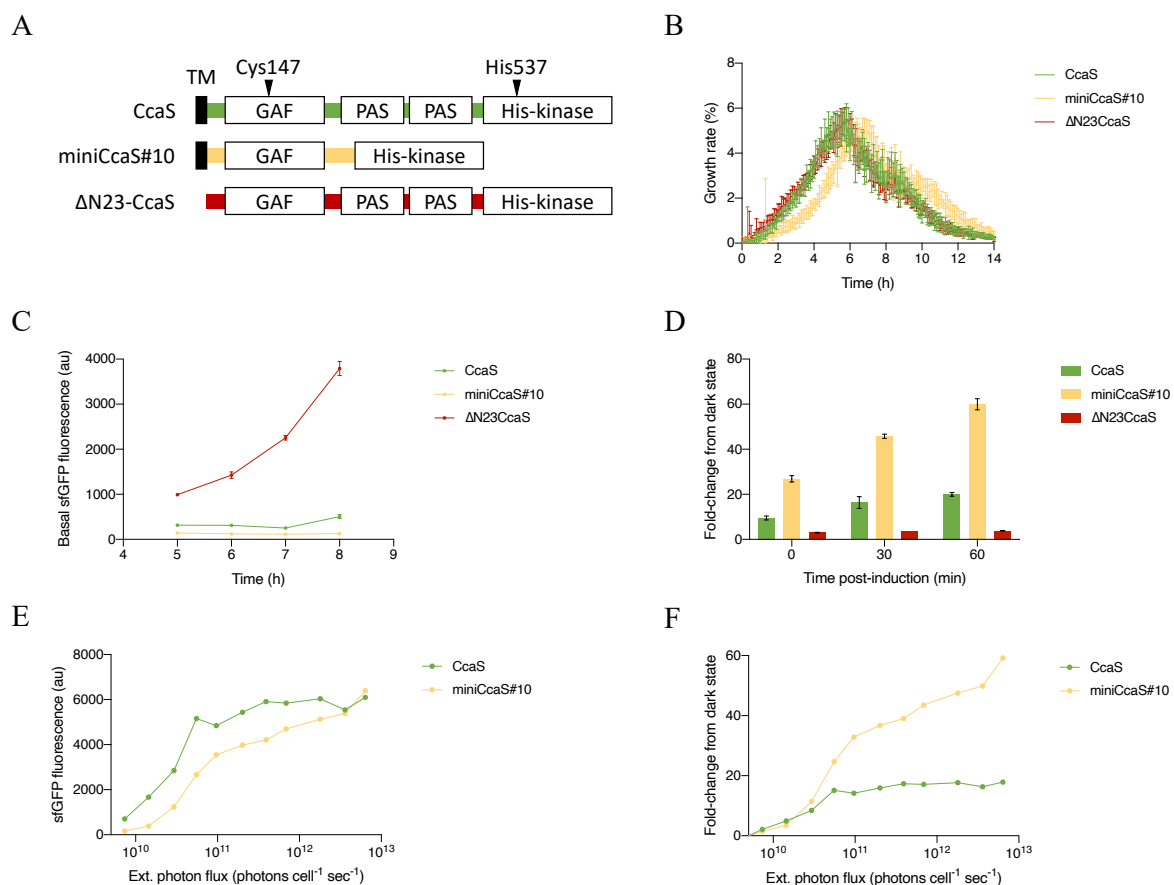 A
TM
Cys147
His537
CcaS
GAF
PAS
PAS
His-kinase
miniCcaS#10
GAF
His-kinase
ΔN23-CcaS
GAF
PAS
PAS
His-kinase
B
Growth rate (%)
8
6
4
2
0
0 2 4 6 8 10 12 14
Time (h)
CcaS
miniCcaS#10
ΔN23CcaS
C
Basal sfGFP fluorescence (au)
4000
3000
2000
1000
0
4 5 6 7 8 9
Time (h)
CcaS
miniCcaS#10
ΔN23CcaS
D
Fold-change from dark state
80
60
40
20
0
0 30 60
Time post-induction (min)
CcaS
miniCcaS#10
ΔN23CcaS
E
sfGFP fluorescence (au)
8000
6000
4000
2000
0
10¹⁰ 10¹¹ 10¹² 10¹³
Ext. photon flux (photons cell⁻¹ sec⁻¹)
CcaS
miniCcaS#10
F
Fold-change from dark state
60
40
20
0
10¹⁰ 10¹¹ 10¹² 10¹³
Ext. photon flux (photons cell⁻¹ sec⁻¹)
CcaS
miniCcaS#10